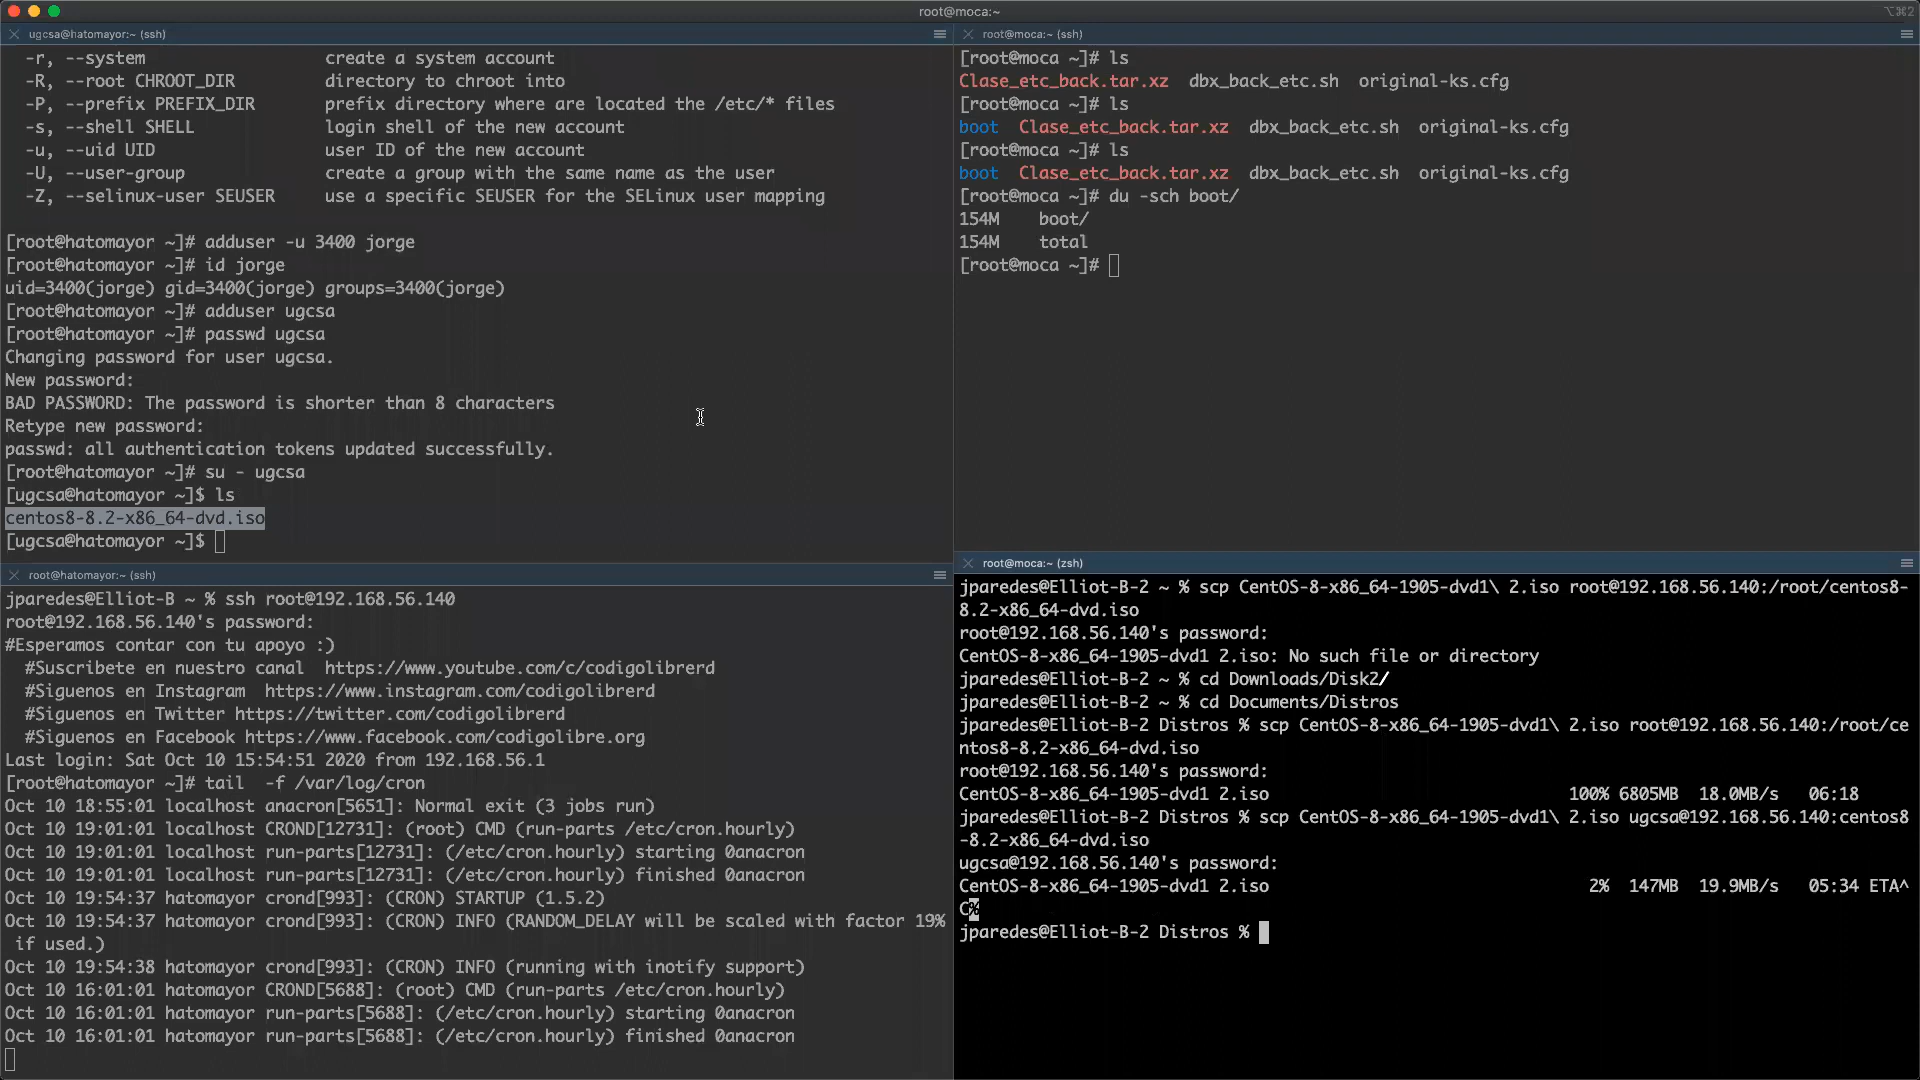 root@moca:~
⌥⌘2
ugcsa@hatomayor:~ (ssh)
-r, --system                  create a system account
-R, --root CHROOT_DIR         directory to chroot into
-P, --prefix PREFIX_DIR       prefix directory where are located the /etc/* files
-s, --shell SHELL             login shell of the new account
-u, --uid UID                 user ID of the new account
-U, --user-group              create a group with the same name as the user
-Z, --selinux-user SEUSER     use a specific SEUSER for the SELinux user mapping
[root@hatomayor ~]# adduser -u 3400 jorge
[root@hatomayor ~]# id jorge
uid=3400(jorge) gid=3400(jorge) groups=3400(jorge)
[root@hatomayor ~]# adduser ugcsa
[root@hatomayor ~]# passwd ugcsa
Changing password for user ugcsa.
New password:
BAD PASSWORD: The password is shorter than 8 characters
Retype new password:
passwd: all authentication tokens updated successfully.
[root@hatomayor ~]# su - ugcsa
[ugcsa@hatomayor ~]$ ls
centos8-8.2-x86_64-dvd.iso
[ugcsa@hatomayor ~]$
root@moca:~ (ssh)
[root@moca ~]# ls
Clase_etc_back.tar.xz  dbx_back_etc.sh  original-ks.cfg
[root@moca ~]# ls
boot  Clase_etc_back.tar.xz  dbx_back_etc.sh  original-ks.cfg
[root@moca ~]# ls
boot  Clase_etc_back.tar.xz  dbx_back_etc.sh  original-ks.cfg
[root@moca ~]# du -sch boot/
154M    boot/
154M    total
[root@moca ~]#
root@hatomayor:~ (ssh)
jparedes@Elliot-B ~ % ssh root@192.168.56.140
root@192.168.56.140's password:
#Esperamos contar con tu apoyo :)
#Suscribete en nuestro canal  https://www.youtube.com/c/codigolibrerd
#Siguenos en Instagram  https://www.instagram.com/codigolibrerd
#Siguenos en Twitter https://twitter.com/codigolibrerd
#Siguenos en Facebook https://www.facebook.com/codigolibre.org
Last login: Sat Oct 10 15:54:51 2020 from 192.168.56.1
[root@hatomayor ~]# tail  -f /var/log/cron
Oct 10 18:55:01 localhost anacron[5651]: Normal exit (3 jobs run)
Oct 10 19:01:01 localhost CROND[12731]: (root) CMD (run-parts /etc/cron.hourly)
Oct 10 19:01:01 localhost run-parts[12731]: (/etc/cron.hourly) starting 0anacron
Oct 10 19:01:01 localhost run-parts[12731]: (/etc/cron.hourly) finished 0anacron
Oct 10 19:54:37 hatomayor crond[993]: (CRON) STARTUP (1.5.2)
Oct 10 19:54:37 hatomayor crond[993]: (CRON) INFO (RANDOM_DELAY will be scaled with factor 19%
if used.)
Oct 10 19:54:38 hatomayor crond[993]: (CRON) INFO (running with inotify support)
Oct 10 16:01:01 hatomayor CROND[5688]: (root) CMD (run-parts /etc/cron.hourly)
Oct 10 16:01:01 hatomayor run-parts[5688]: (/etc/cron.hourly) starting 0anacron
Oct 10 16:01:01 hatomayor run-parts[5688]: (/etc/cron.hourly) finished 0anacron
root@moca:~ (zsh)
jparedes@Elliot-B-2 ~ % scp CentOS-8-x86_64-1905-dvd1\ 2.iso root@192.168.56.140:/root/centos8-
8.2-x86_64-dvd.iso
root@192.168.56.140's password:
CentOS-8-x86_64-1905-dvd1 2.iso: No such file or directory
jparedes@Elliot-B-2 ~ % cd Downloads/Disk2/
jparedes@Elliot-B-2 ~ % cd Documents/Distros
jparedes@Elliot-B-2 Distros % scp CentOS-8-x86_64-1905-dvd1\ 2.iso root@192.168.56.140:/root/ce
ntos8-8.2-x86_64-dvd.iso
root@192.168.56.140's password:
CentOS-8-x86_64-1905-dvd1 2.iso                              100% 6805MB  18.0MB/s   06:18
jparedes@Elliot-B-2 Distros % scp CentOS-8-x86_64-1905-dvd1\ 2.iso ugcsa@192.168.56.140:centos8
-8.2-x86_64-dvd.iso
ugcsa@192.168.56.140's password:
CentOS-8-x86_64-1905-dvd1 2.iso                                2%  147MB  19.9MB/s   05:34 ETA^
C%
jparedes@Elliot-B-2 Distros %